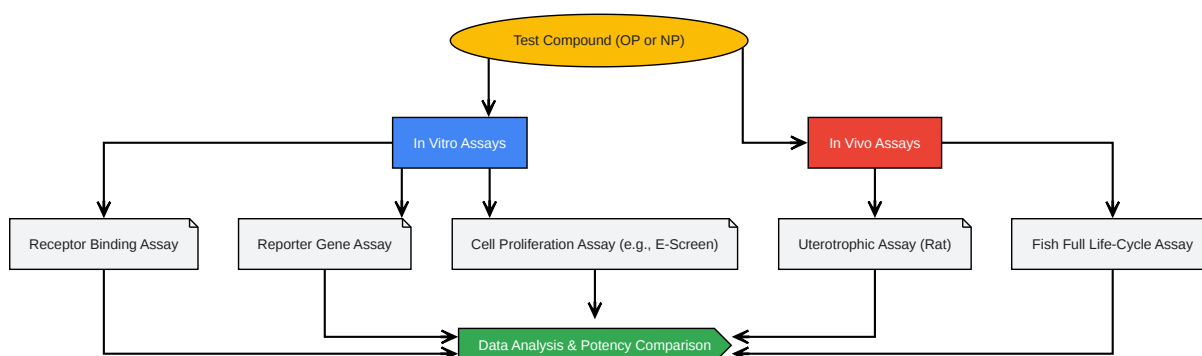 Test Compound (OP or NP)
In Vitro Assays
In Vivo Assays
Receptor Binding Assay
Reporter Gene Assay
Cell Proliferation Assay (e.g., E-Screen)
Uterotrophic Assay (Rat)
Fish Full Life-Cycle Assay
Data Analysis & Potency Comparison